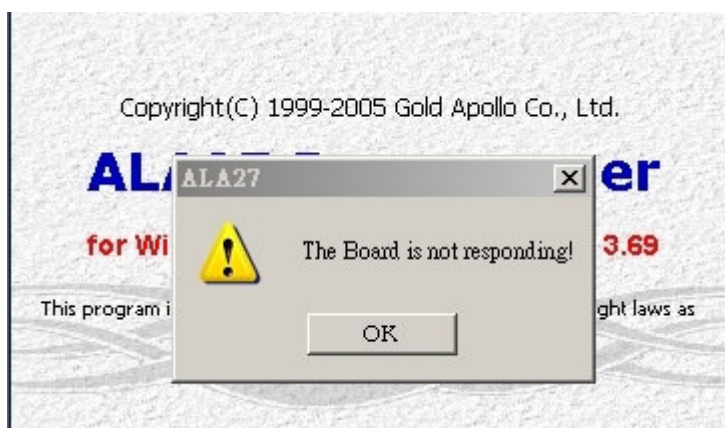 Copyright(C) 1999-2005 Gold Apollo Co., Ltd.
ALA27
er
for Wi
3.69
The Board is not responding!
This program i
ght laws as
OK